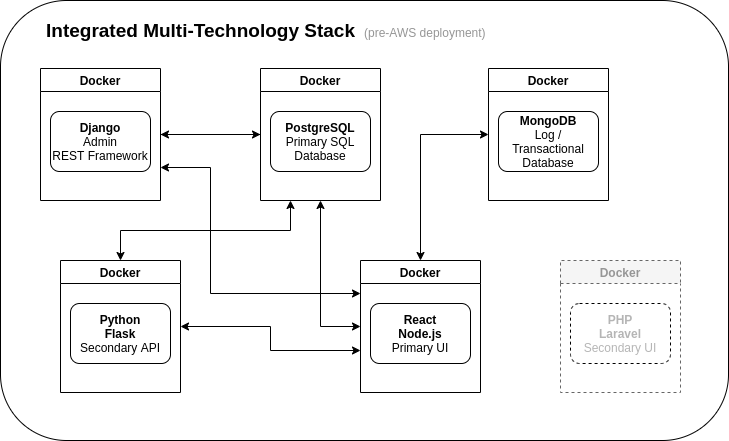 Integrated Multi-Technology Stack (pre-AWS deployment)
Docker
Django
Admin
REST Framework
Docker
PostgreSQL
Primary SQL
Database
Docker
MongoDB
Log /
Transactional
Database
Docker
Python
Flask
Secondary API
Docker
React
Node.js
Primary UI
Docker
PHP
Laravel
Secondary UI